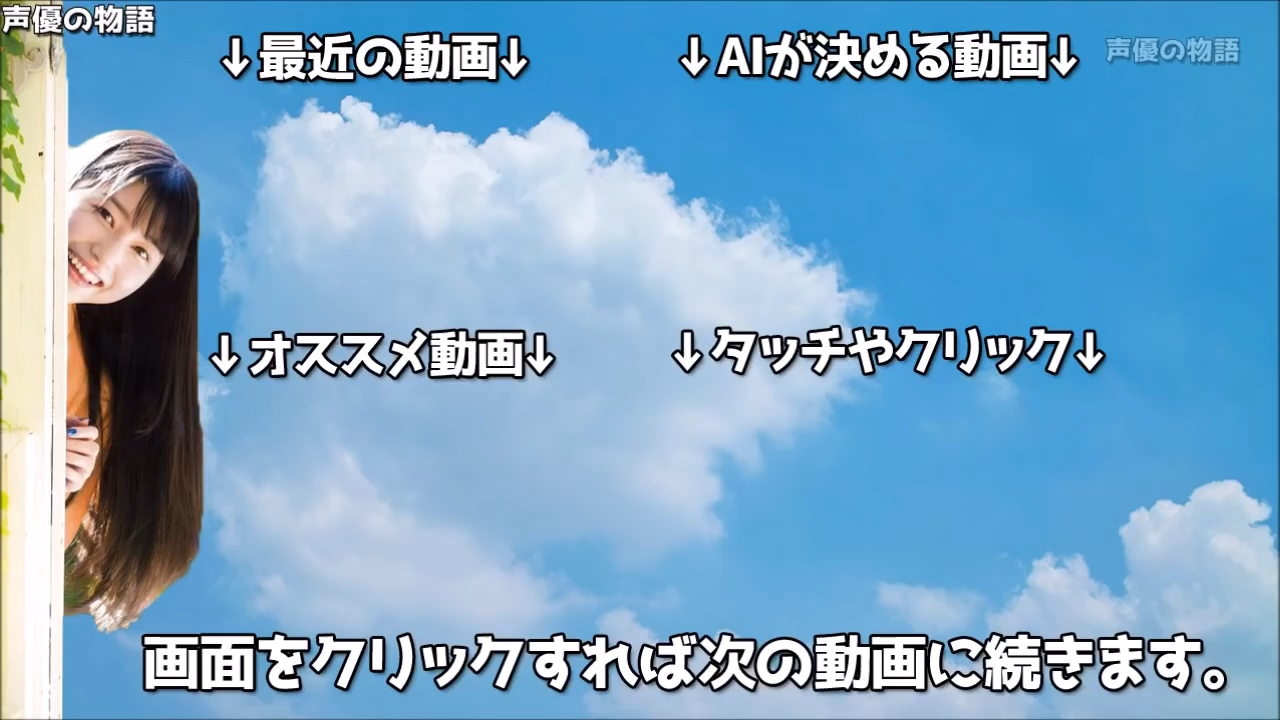 声優の物語
↓最近の動画↓
↓AIが決める動画↓
声優の物語
↓オススメ動画↓
↓タッチやクリック↓
画面をクリックすれば次の動画に続きます。